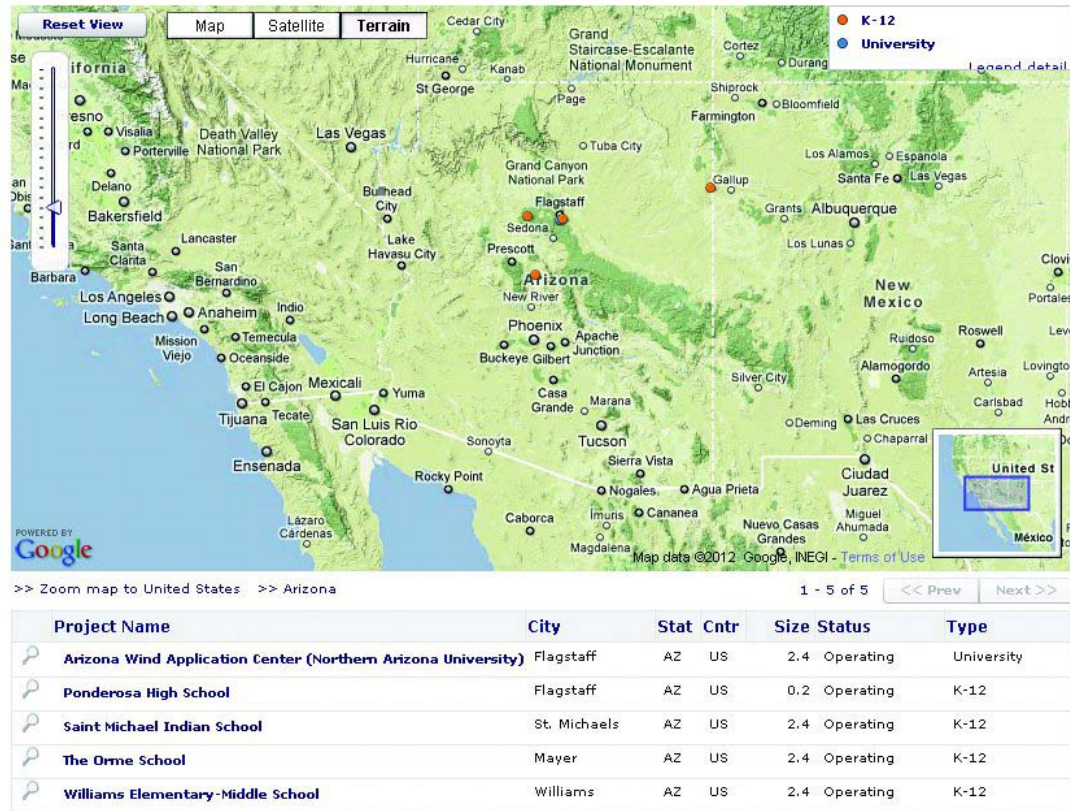 Reset View
Map
Satellite
Terrain
K-12
University
Legend detail
Cedar City
Grand
Staircase-Escalante
National Monument
Cortez
Durang
Hurricane
Kanab
St George
Page
Shiprock
Bloomfield
Farmington
ifornia
resno
Visalia
Porterville
Death Valley
National Park
Las Vegas
Tuba City
Los Alamos
Espanola
Grand Canyon
National Park
Gallup
Santa Fe
Las Vegas
Delano
Bakersfield
Bullhead
City
Flagstaff
Sedona
Grants
Albuquerque
Lancaster
Santa
Clarita
Lake
Havasu City
Prescott
Los Lunas
Barbara
San
Bernardino
Arizona
New River
New
Mexico
Clovi
Portales
Los Angeles
Anaheim
Long Beach
Indio
Phoenix
Apache
Junction
Buckeye
Gilbert
Mission
Viejo
Temecula
Oceanside
Ruidoso
Roswell
Leve
El Cajon
Mexicali
Yuma
Casa
Grande
Marana
Silver City
Alamogordo
Artesia
Lovingto
Carlsbad
Hobb
Andr
Tijuana
Tecate
San Luis Rio
Colorado
Sonoyta
Tucson
Deming
Las Cruces
Chaparral
Ensenada
Rocky Point
Sierra Vista
Nogales
Agua Prieta
Ciudad
Juarez
United St
México
Lázaro
Cárdenas
Caborca
Imuris
Cananea
Magdalena
Nuevo Casas
Grandes
Miguel
Ahumada
POWERED BY
Google
Map data ©2012 Google, INEGI - Terms of Use
>> Zoom map to United States >> Arizona
1 - 5 of 5 << Prev Next >>
Project Name City Stat Cntr Size Status Type
Arizona Wind Application Center (Northern Arizona University) Flagstaff AZ US 2.4 Operating University
Ponderosa High School Flagstaff AZ US 0.2 Operating K-12
Saint Michael Indian School St. Michaels AZ US 2.4 Operating K-12
The Orme School Mayer AZ US 2.4 Operating K-12
Williams Elementary-Middle School Williams AZ US 2.4 Operating K-12